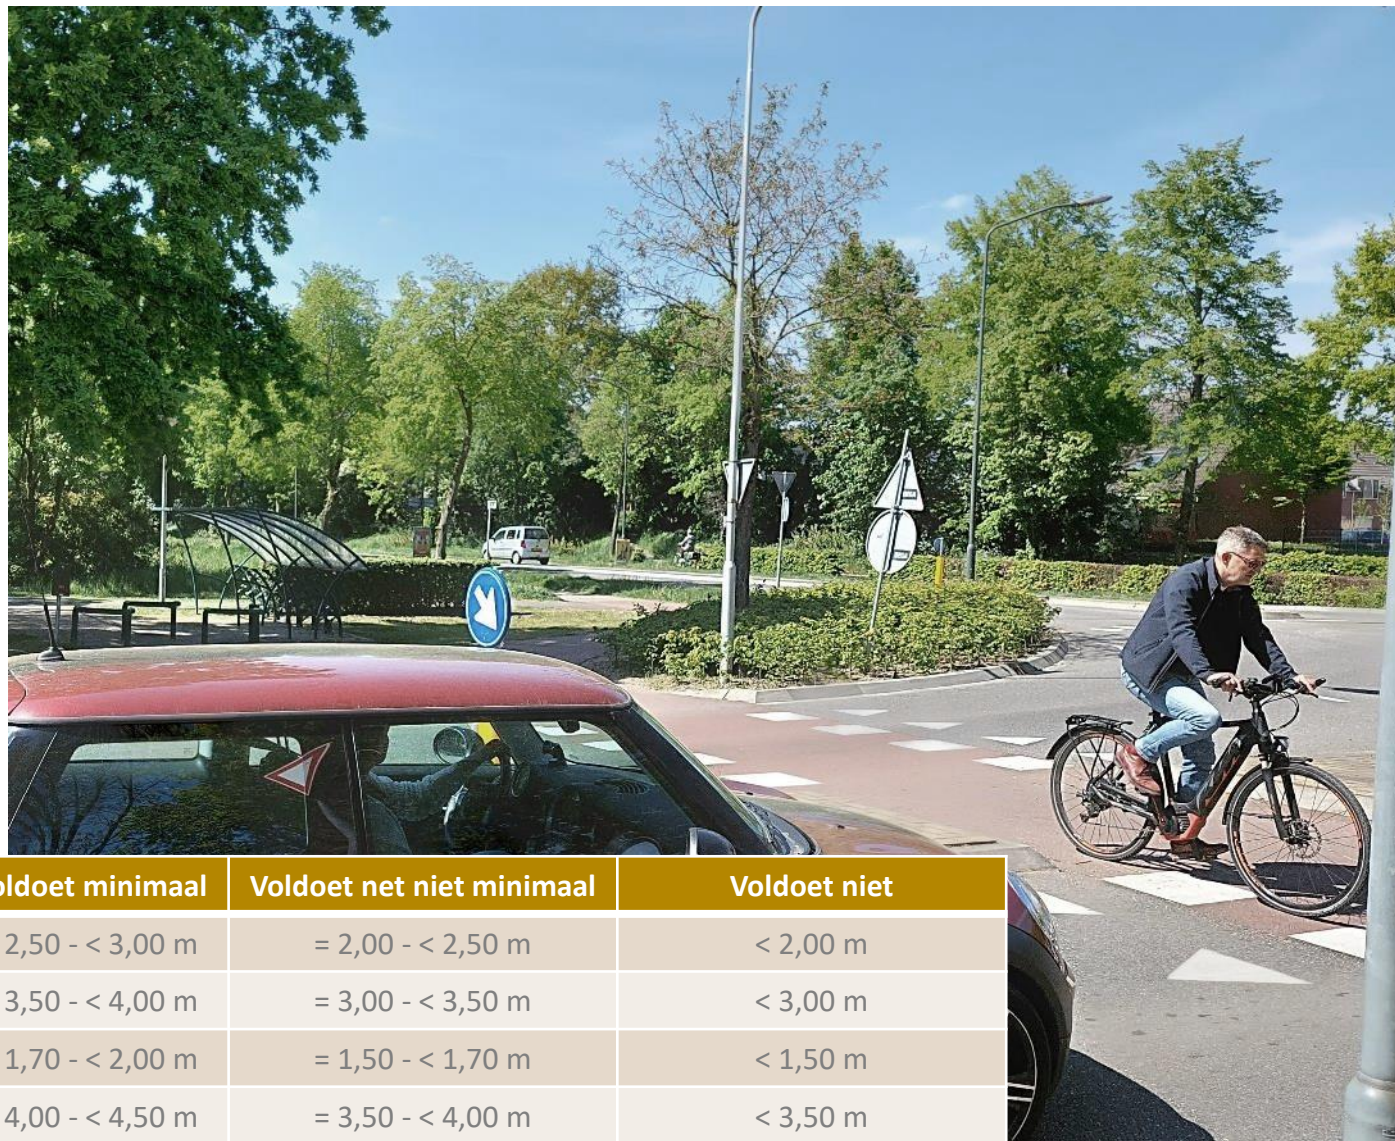 oldoet minimaal Voldoet net niet minimaal Voldoet niet
2,50 - < 3,00 m = 2,00 - < 2,50 m < 2,00 m
3,50 - < 4,00 m = 3,00 - < 3,50 m < 3,00 m
1,70 - < 2,00 m = 1,50 - < 1,70 m < 1,50 m
4,00 - < 4,50 m = 3,50 - < 4,00 m < 3,50 m